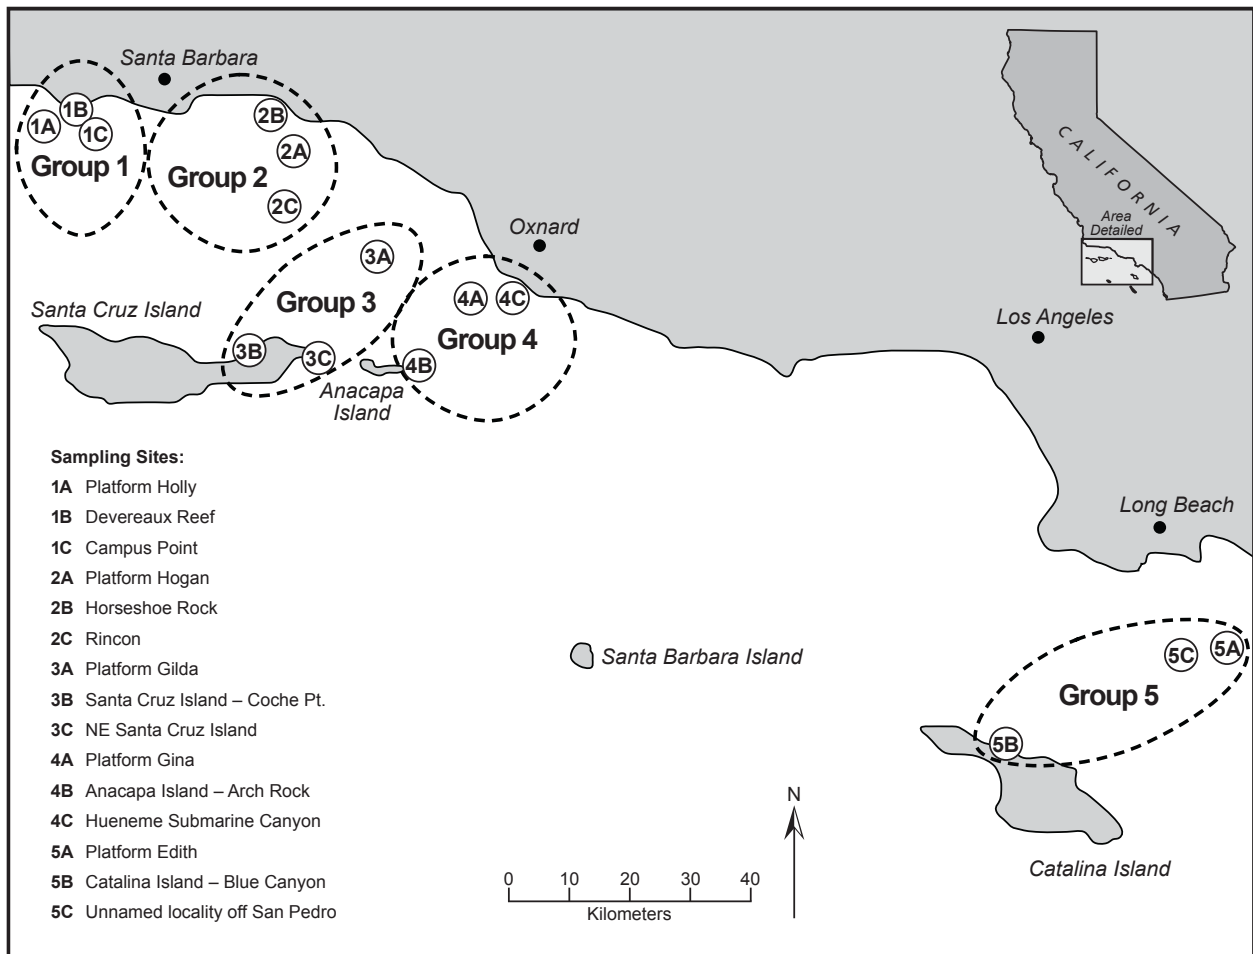 Santa Barbara
1B
1A
1C
Group 1
2B
2A
Group 2
2C
3A
Group 3
3B
3C
Santa Cruz Island
Oxnard
4A
4C
Group 4
4B
Anacapa
Island
CALIFORNIA
Area
Detailed
Los Angeles
Long Beach
Santa Barbara Island
5C
5A
Group 5
5B
Catalina Island
Sampling Sites:
1A Platform Holly
1B Devereaux Reef
1C Campus Point
2A Platform Hogan
2B Horseshoe Rock
2C Rincon
3A Platform Gilda
3B Santa Cruz Island – Coche Pt.
3C NE Santa Cruz Island
4A Platform Gina
4B Anacapa Island – Arch Rock
4C Hueneme Submarine Canyon
5A Platform Edith
5B Catalina Island – Blue Canyon
5C Unnamed locality off San Pedro
0 10 20 30 40
Kilometers
N